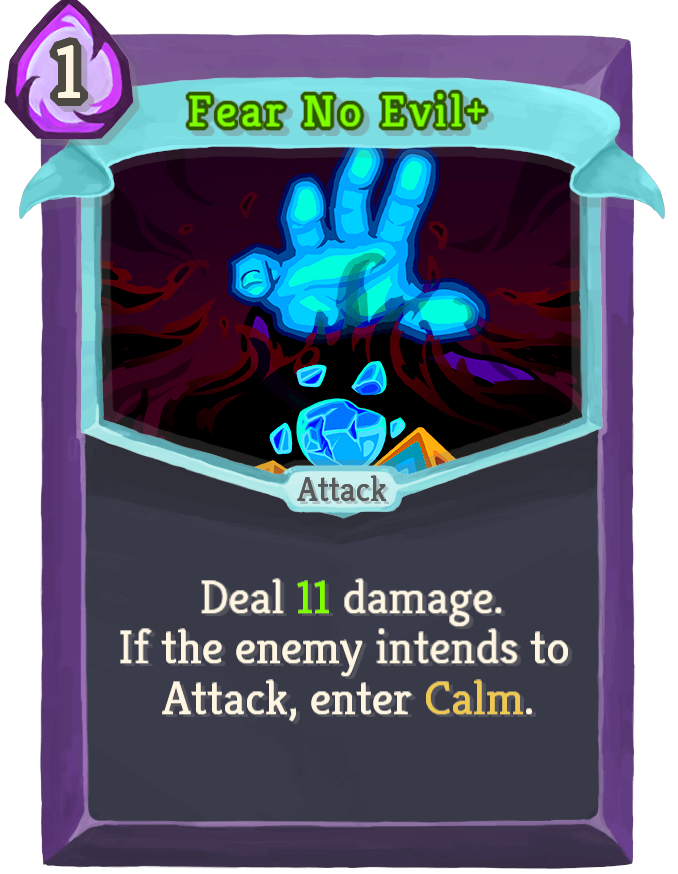 1
Fear No Evil+
Attack
Deal 11 damage.
If the enemy intends to
Attack, enter Calm.